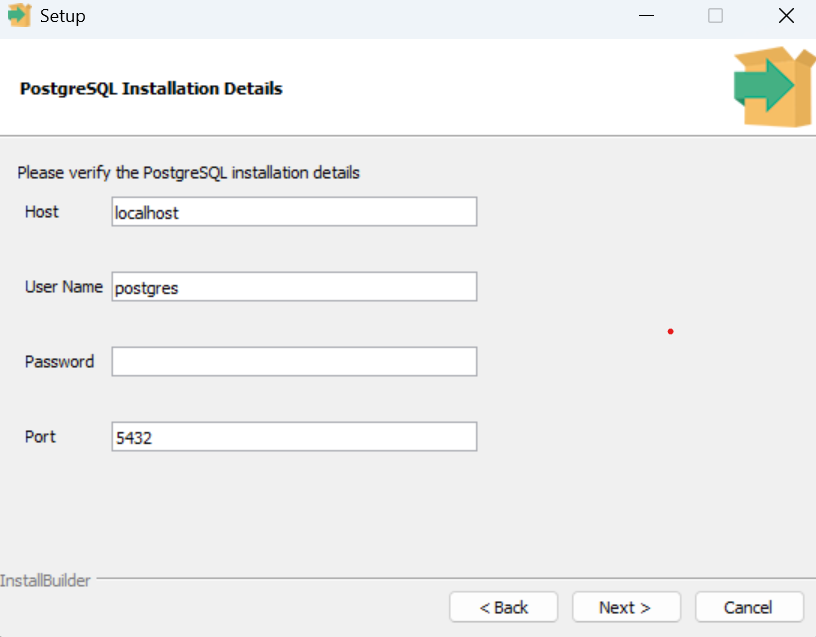 Setup
PostgreSQL Installation Details
Please verify the PostgreSQL installation details
Host localhost
User Name postgres
Password
Port 5432
InstallBuilder
< Back Next > Cancel